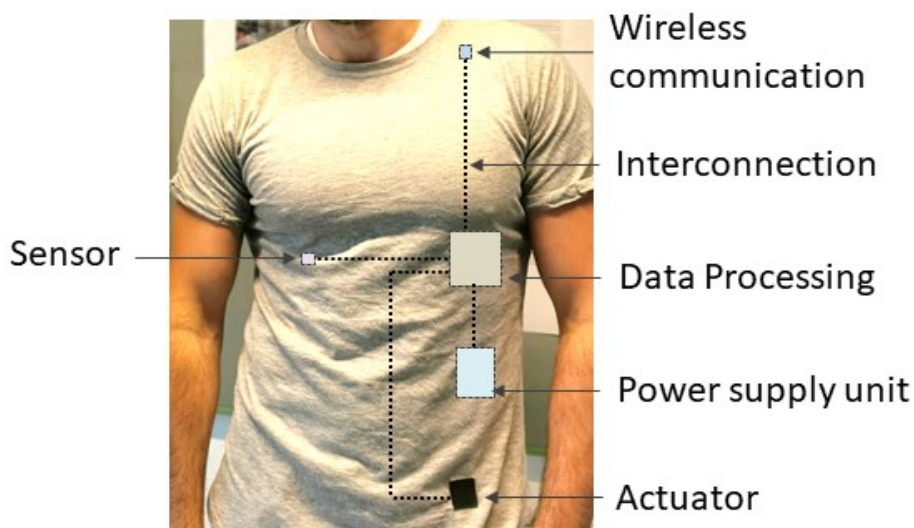 Wireless
communication
Interconnection
Sensor
Data Processing
Power supply unit
Actuator